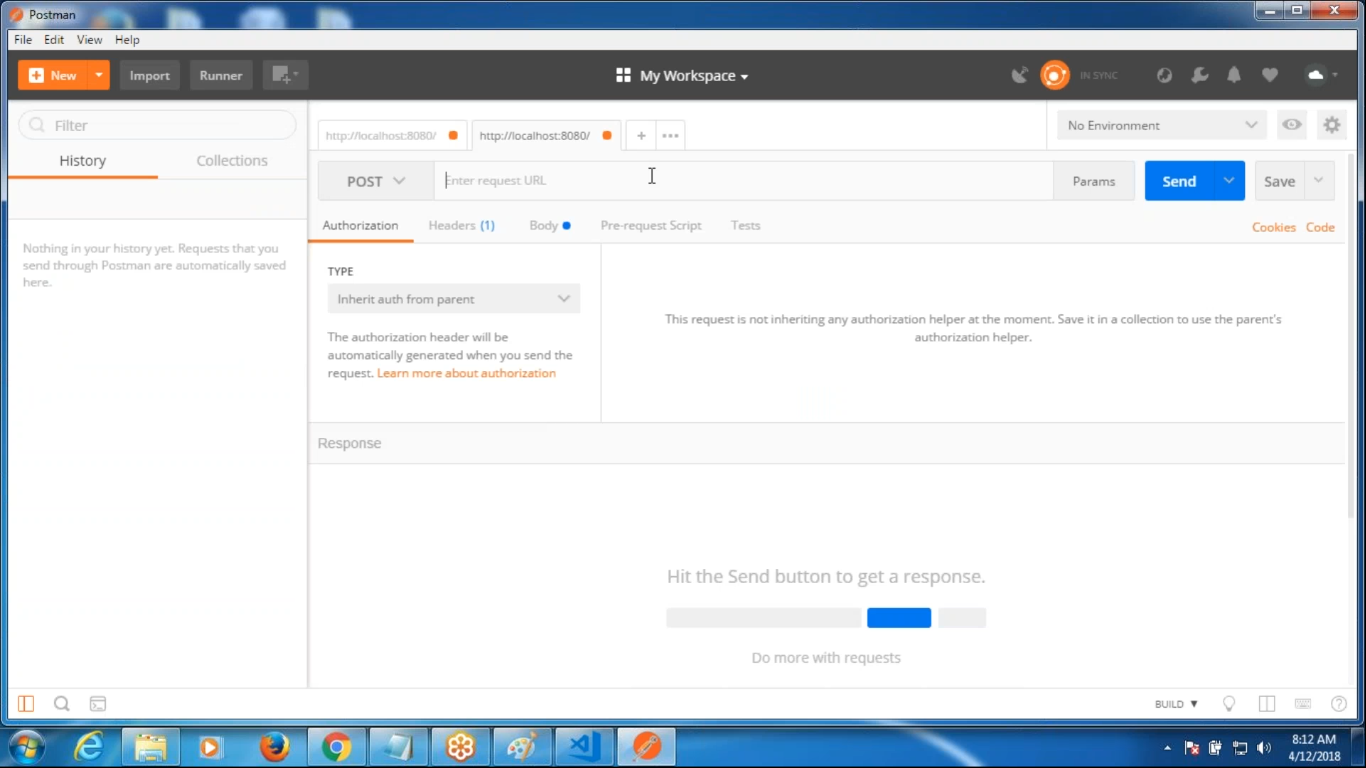 Postman
File Edit View Help
New Import Runner My Workspace IN SYNC
Filter
History Collections
Nothing in your history yet. Requests that you
send through Postman are automatically saved
here.
http://localhost:8080/ http://localhost:8080/ + ••• No Environment
POST Enter request URL Params Send Save
Authorization Headers (1) Body Pre-request Script Tests Cookies Code
TYPE
Inherit auth from parent
The authorization header will be
automatically generated when you send the
request. Learn more about authorization
This request is not inheriting any authorization helper at the moment. Save it in a collection to use the parent's
authorization helper.
Response
Hit the Send button to get a response.
Do more with requests
BUILD
8:12 AM
4/12/2018